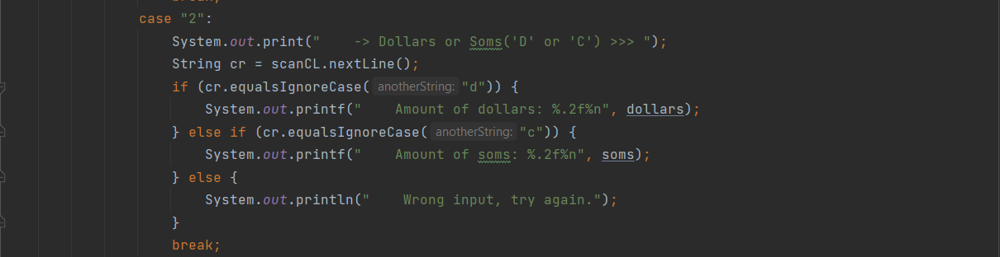 break;
case "2":
System.out.print("    -> Dollars or Soms('D' or 'C') >>> ");
String cr = scanCL.nextLine();
if (cr.equalsIgnoreCase( anotherString: "d")) {
System.out.printf("    Amount of dollars: %.2f%n", dollars);
} else if (cr.equalsIgnoreCase( anotherString: "c")) {
System.out.printf("    Amount of soms: %.2f%n", soms);
} else {
System.out.println("    Wrong input, try again.");
}
break;